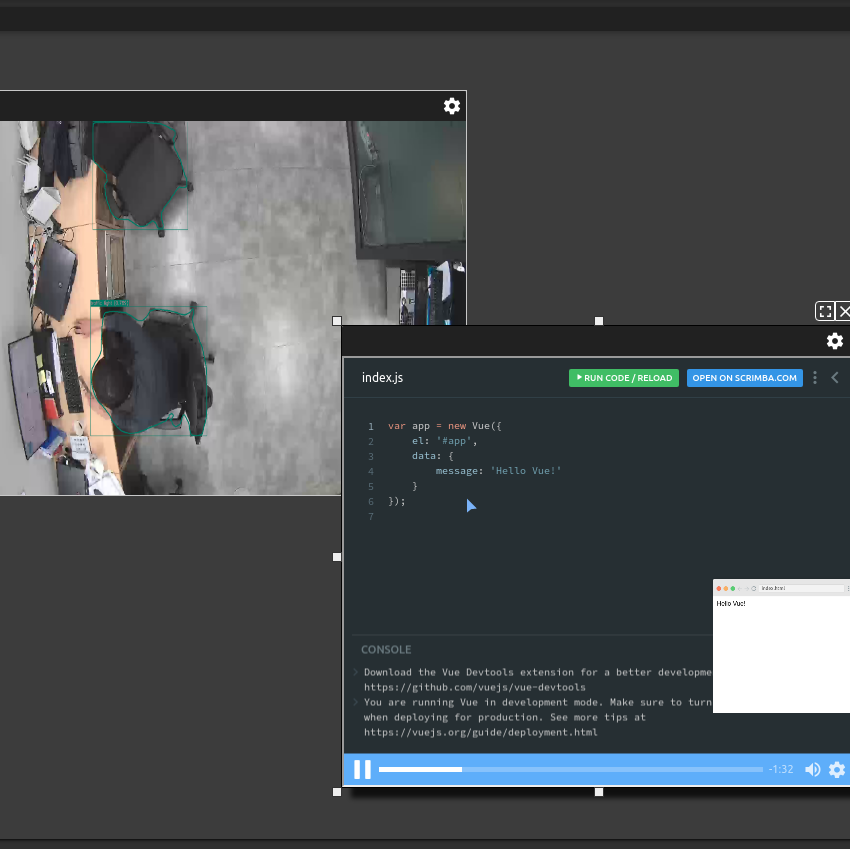 index.js
RUN CODE / RELOAD
OPEN ON SCRIMBA.COM
1 var app = new Vue({
2 el: '#app',
3 data: {
4 message: 'Hello Vue!'
5 }
6 });
7
index.html
Hello Vue!
CONSOLE
Download the Vue Devtools extension for a better developme
https://github.com/vuejs/vue-devtools
You are running Vue in development mode. Make sure to turn
when deploying for production. See more tips at
https://vuejs.org/guide/deployment.html
-1:32